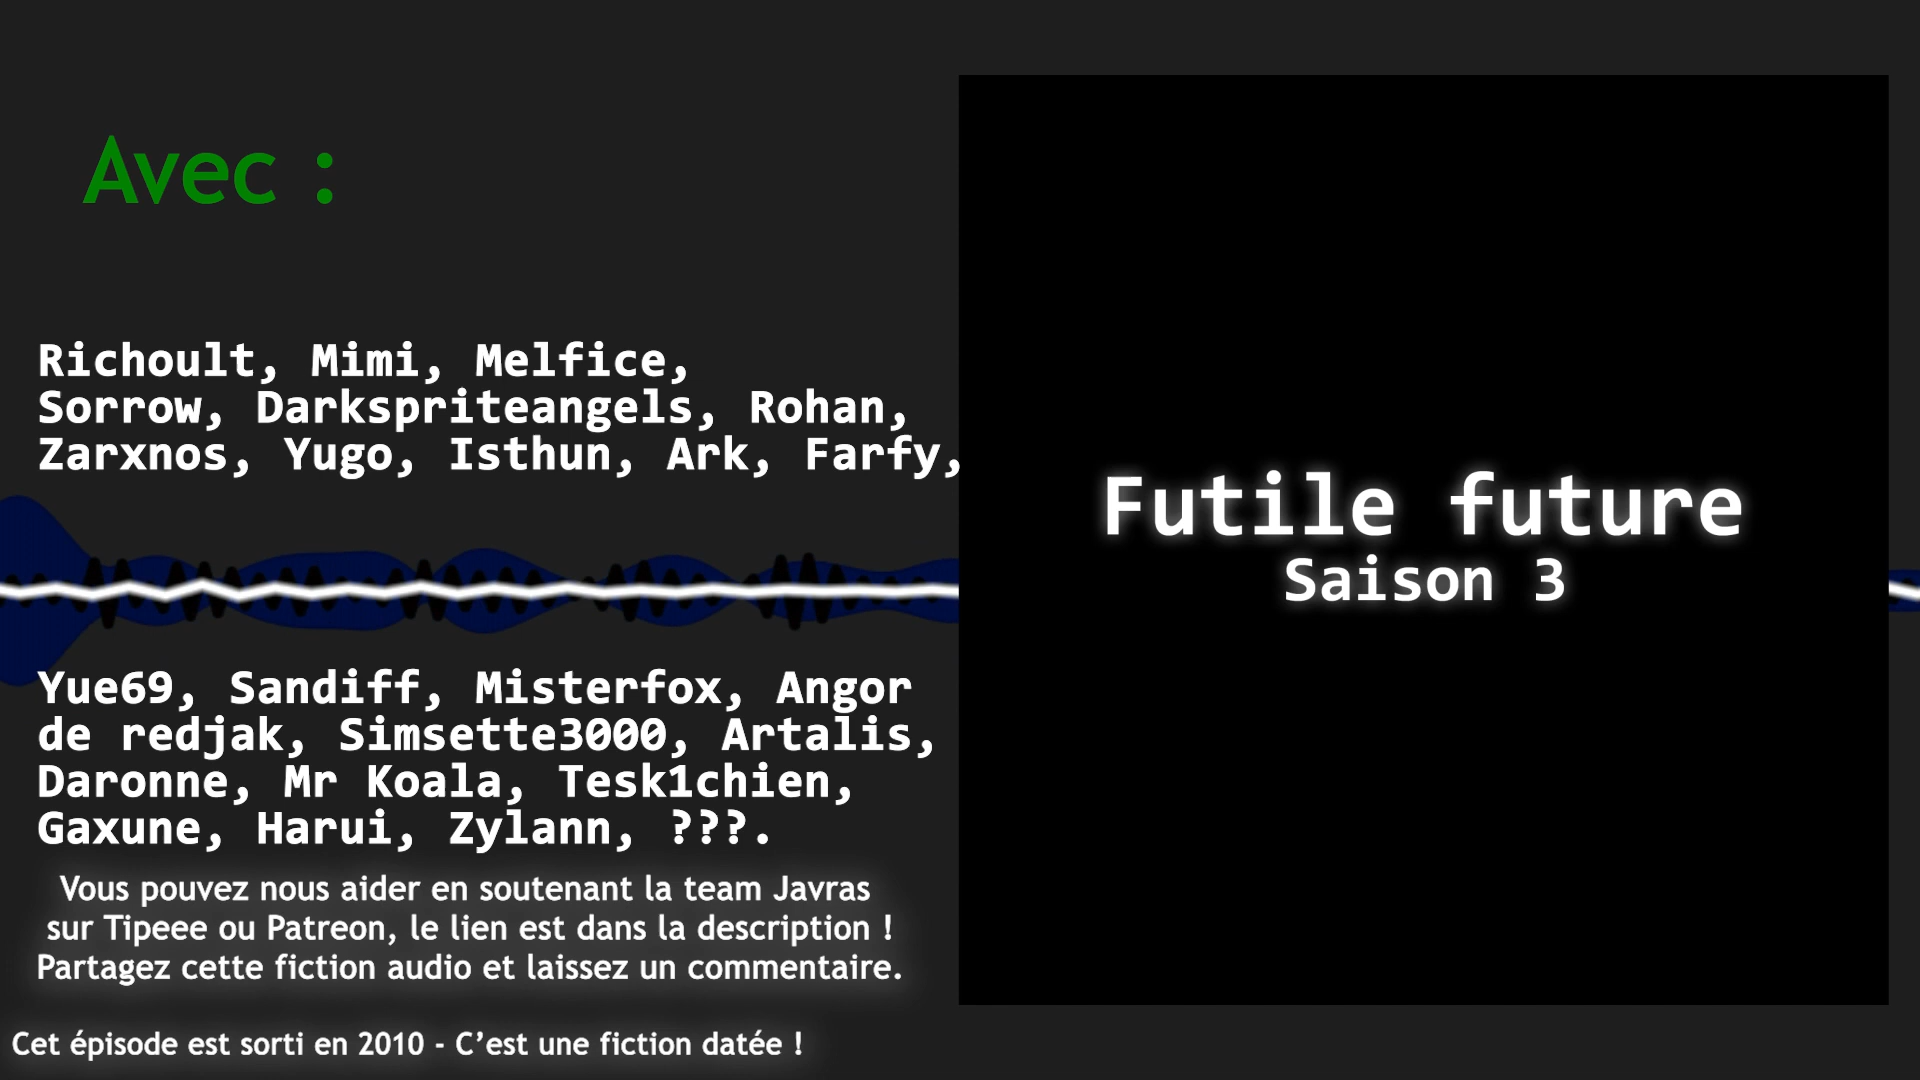 Avec :
Richoult, Mimi, Melfice,
Sorrow, Darkspriteangels, Rohan,
Zarxnos, Yugo, Isthun, Ark, Farfy,
Yue69, Sandiff, Misterfox, Angor
de redjak, Simsette3000, Artalis,
Daronne, Mr Koala, Tesk1chien,
Gaxune, Harui, Zylann, ???.
Vous pouvez nous aider en soutenant la team Javras
sur Tipeee ou Patreon, le lien est dans la description !
Partagez cette fiction audio et laissez un commentaire.
Cet épisode est sorti en 2010 - C’est une fiction datée !
Futile future
Saison 3